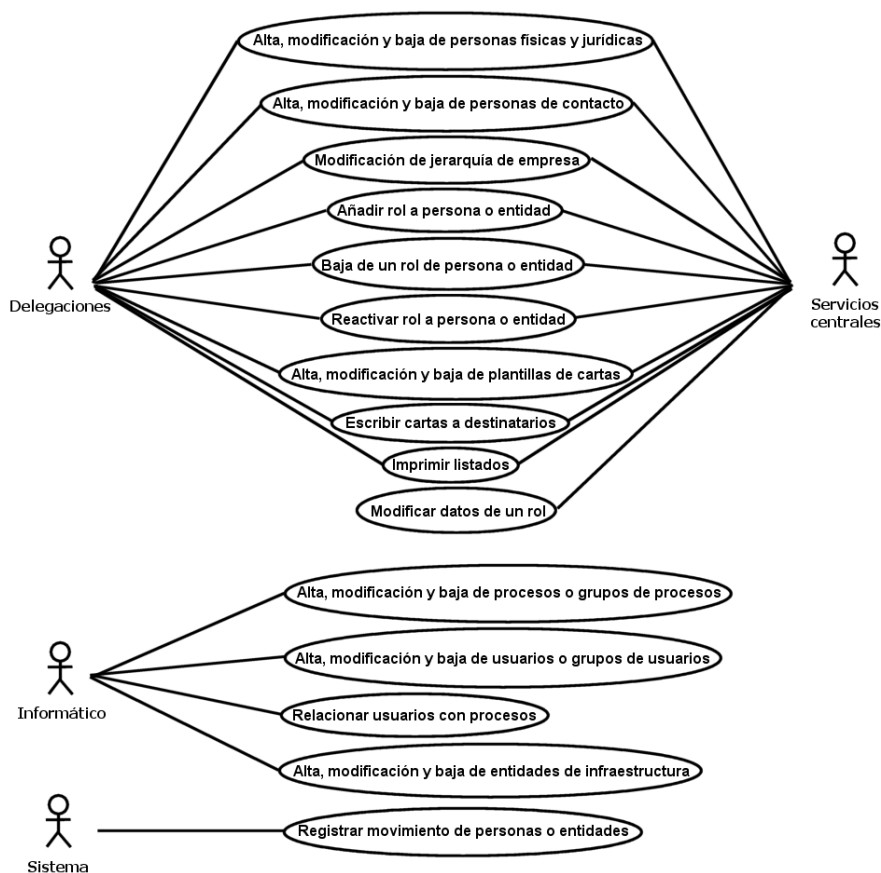 Alta, modificación y baja de personas físicas y jurídicas
Alta, modificación y baja de personas de contacto
Modificación de jerarquía de empresa
Añadir rol a persona o entidad
Baja de un rol de persona o entidad
Delegaciones
Servicios
centrales
Reactivar rol a persona o entidad
Alta, modificación y baja de plantillas de cartas
Escribir cartas a destinatarios
Imprimir listados
Modificar datos de un rol
Alta, modificación y baja de procesos o grupos de procesos
Alta, modificación y baja de usuarios o grupos de usuarios
Informático
Relacionar usuarios con procesos
Alta, modificación y baja de entidades de infraestructura
Registrar movimiento de personas o entidades
Sistema